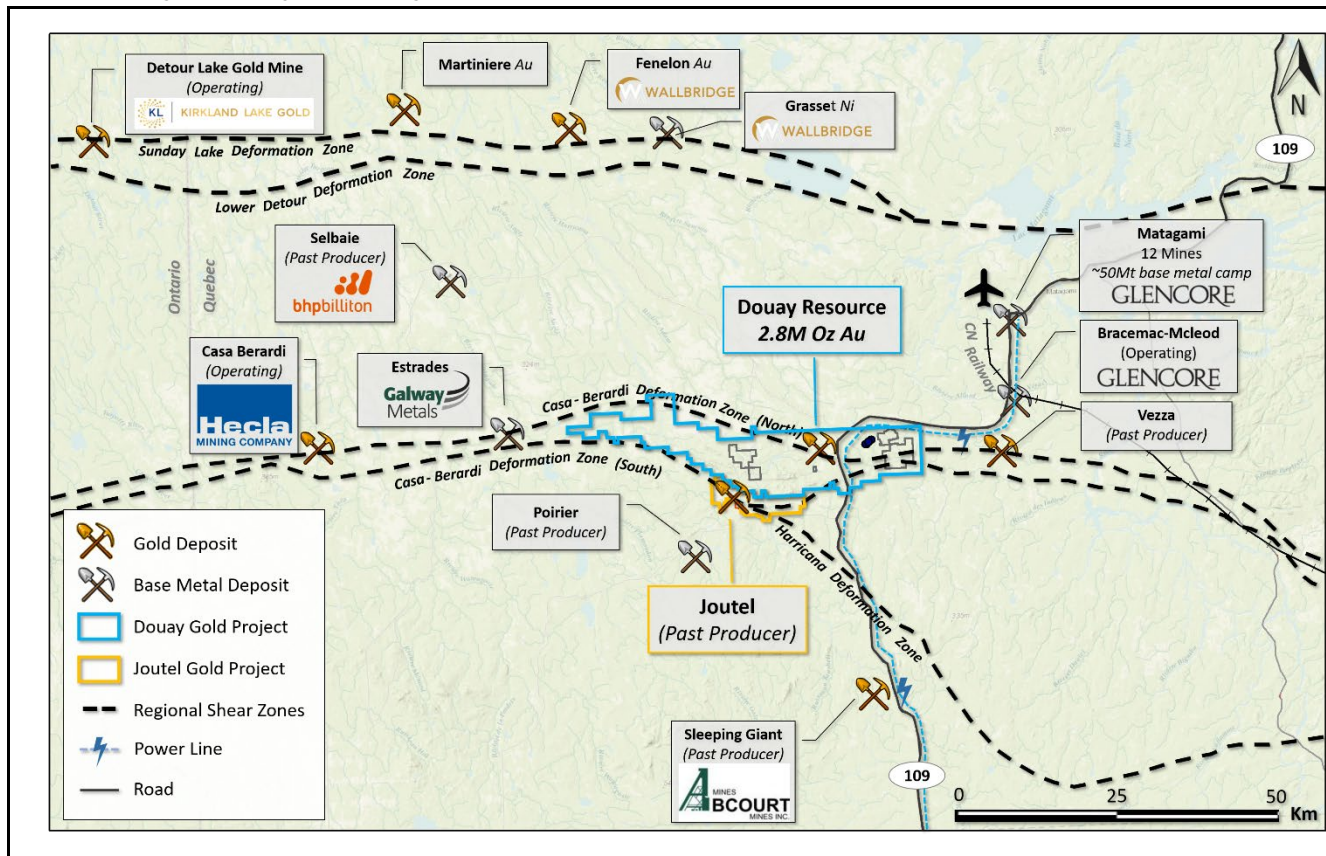 Detour Lake Gold Mine
(Operating)
KL
KIRKLAND LAKE GOLD
Martiniere Au
Fenelon Au
WALLBRIDGE
Grasset Ni
WALLBRIDGE
N
109
Sunday Lake Deformation Zone
Lower Detour Deformation Zone
Selbaie
(Past Producer)
bhpbilliton
Ontario
Quebec
Matagami
12 Mines
~50Mt base metal camp
GLENCORE
Douay Resource
2.8M Oz Au
CN Railway
Bracemac-Mcleod
(Operating)
GLENCORE
Casa Berardi
(Operating)
Hecla
MINING COMPANY
Estrades
Galway
Metals
Casa - Berardi Deformation Zone (North)
Vezza
(Past Producer)
Casa - Berardi Deformation Zone (South)
Poirier
(Past Producer)
Harricana Deformation Zone
Joutel
(Past Producer)
Gold Deposit
Base Metal Deposit
Douay Gold Project
Joutel Gold Project
Regional Shear Zones
Power Line
Road
Sleeping Giant
(Past Producer)
MINES
ABCOURT
MINES INC.
109
0 25 50
Km